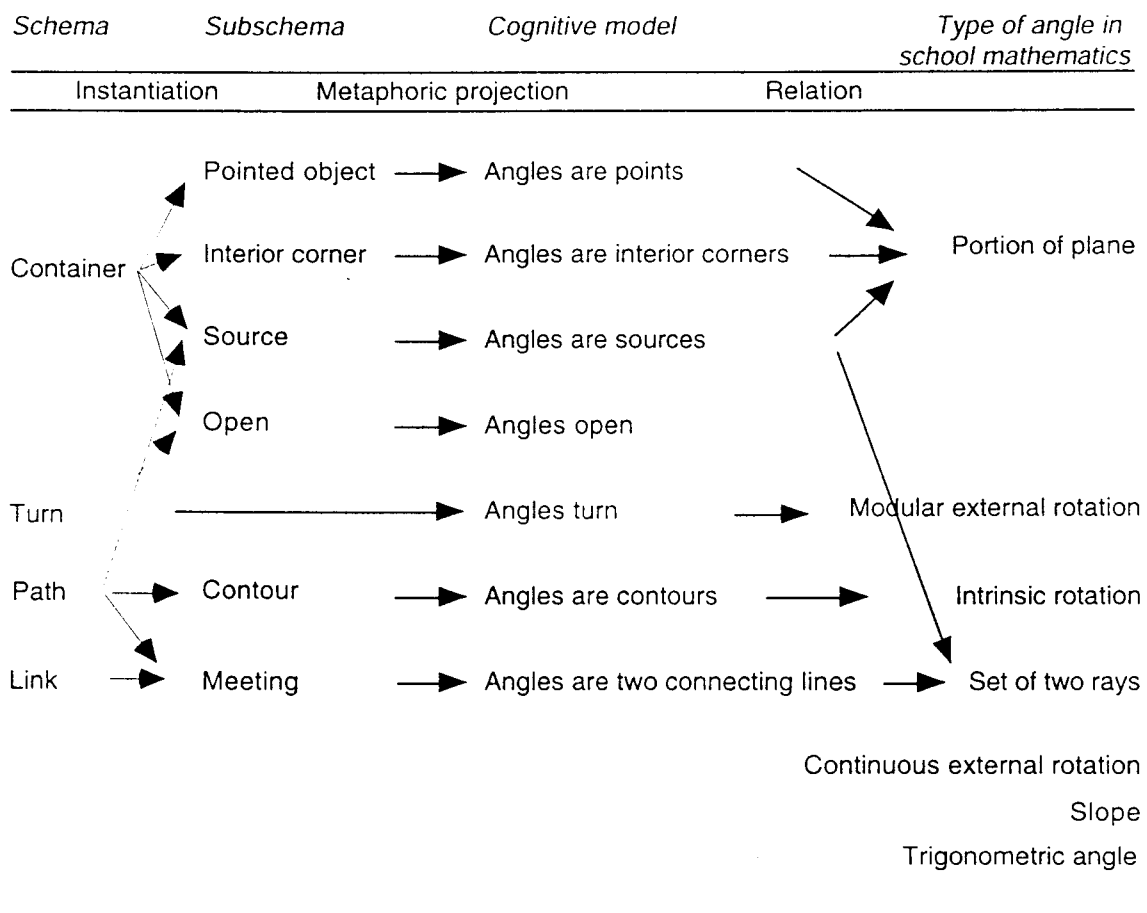 Schema Subschema Cognitive model Type of angle in
school mathematics
Instantiation Metaphoric projection Relation
Pointed object Angles are points
Interior corner Angles are interior corners Portion of plane
Container
Source Angles are sources
Open Angles open
Turn Angles turn Modular external rotation
Path Contour Angles are contours Intrinsic rotation
Link Meeting Angles are two connecting lines Set of two rays
Continuous external rotation
Slope
Trigonometric angle